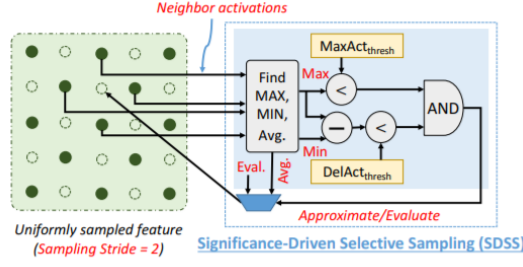 Neighbor activations
MaxAct_thresh
Find
MAX,
MIN,
Avg.
Max
<
AND
−
<
Min
Eval.
Avg.
DelAct_thresh
Approximate/Evaluate
Uniformly sampled feature
(Sampling Stride = 2)
Significance-Driven Selective Sampling (SDSS)